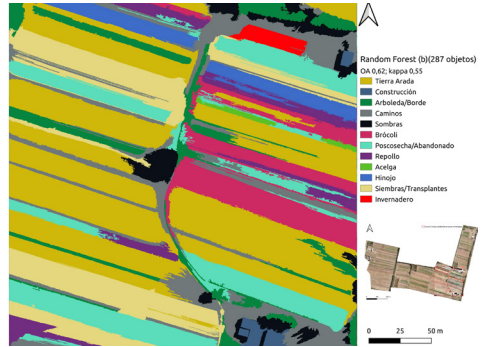 Random Forest (b)(287 objetos)
OA 0,62; kappa 0,55
Tierra Arada
Construcción
Arboleda/Borde
Caminos
Sombras
Brócoli
Poscosecha/Abandonado
Repollo
Acelga
Hinojo
Siembras/Transplantes
Invernadero
0 25 50 m